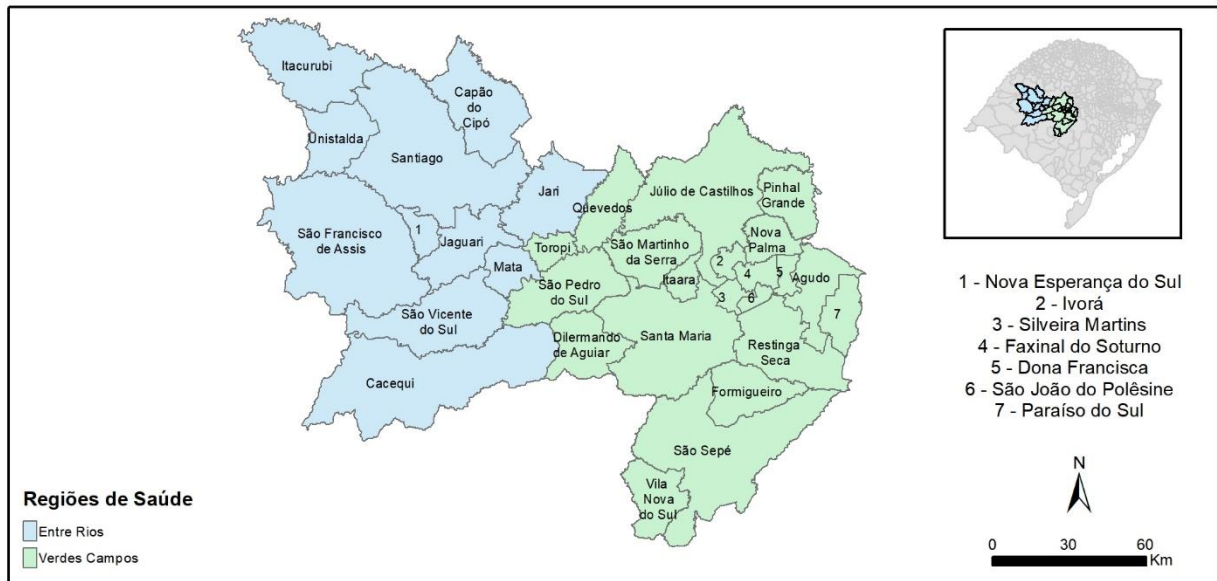 Itacurubi
Capão
do
Cipó
Unistalda
Santiago
Jari
Quevedos
Júlio de Castilhos
Pinhal
Grande
São Francisco
de Assis
1
Jaguari
Mata
Toropi
São Martinho
da Serra
Itaara
Nova
Palma
2
4
5
3
6
Agudo
7
São Pedro
do Sul
São Vicente
do Sul
Dilermando
de Aguiar
Santa Maria
Restinga
Seca
Cacequi
Formigueiro
São Sepé
Vila
Nova
do Sul
1 - Nova Esperança do Sul
2 - Ivorá
3 - Silveira Martins
4 - Faxinal do Soturno
5 - Dona Francisca
6 - São João do Polêsine
7 - Paraíso do Sul
N
0 30 60
Km
Regiões de Saúde
Entre Rios
Verdes Campos